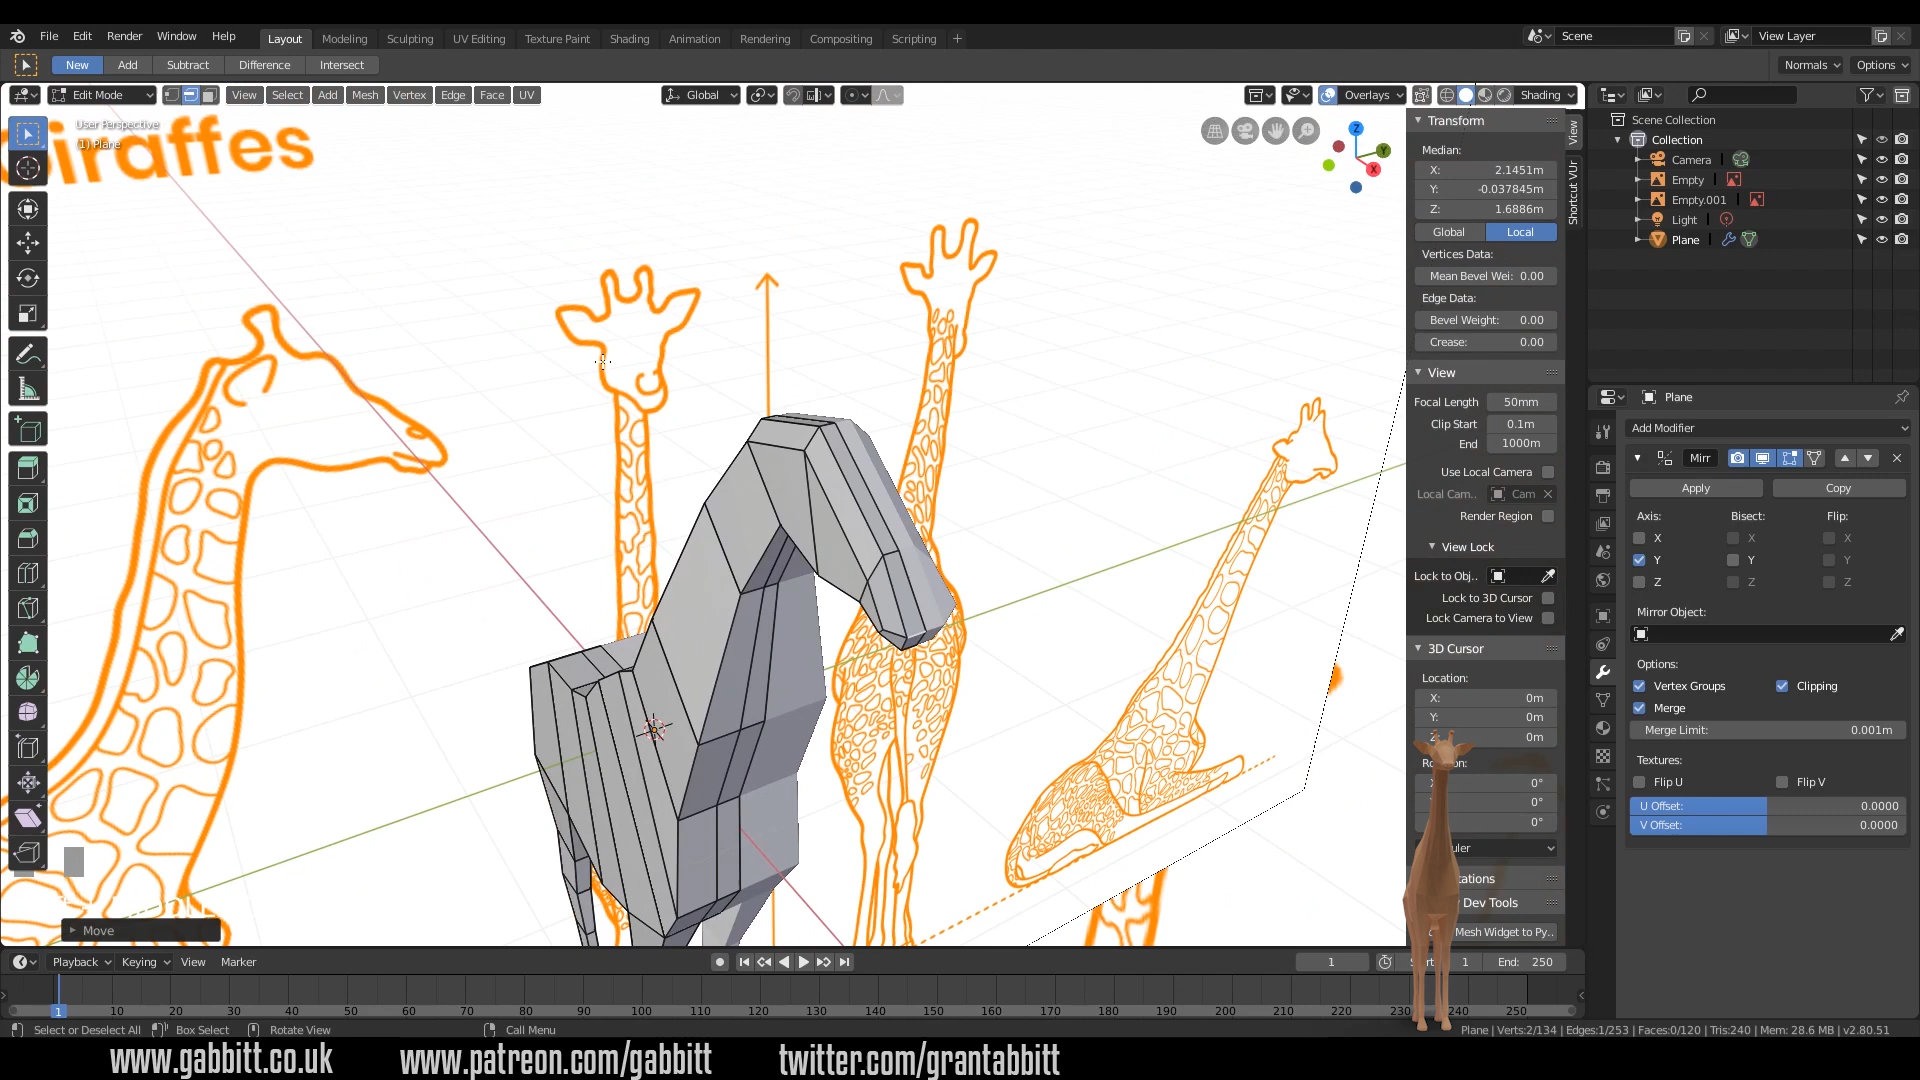 File Edit Render Window Help Layout Modeling Sculpting UV Editing Texture Paint Shading Animation Rendering Compositing Scripting + Scene View Layer
New Add Subtract Difference Intersect Normals Options
Edit Mode View Select Add Mesh Vertex Edge Face UV Global Overlays Shading
User Perspective
(1) Plane
Giraffes
Z
Y
X
View
Shortcut VUr
Transform
Median:
X: 2.1451m
Y: -0.037845m
Z: 1.6886m
Global Local
Vertices Data:
Mean Bevel Wei: 0.00
Edge Data:
Bevel Weight: 0.00
Crease: 0.00
View
Focal Length 50mm
Clip Start 0.1m
End 1000m
Use Local Camera
Local Cam.. Cam
Render Region
View Lock
Lock to Obj..
Lock to 3D Cursor
Lock Camera to View
3D Cursor
Location:
X: 0m
Y: 0m
Z: 0m
on:
0°
0°
0°
uler
tations
Dev Tools
Mesh Widget to Py..
Scene Collection
Collection
Camera
Empty
Empty.001
Light
Plane
Plane
Add Modifier
Mirr
Apply Copy
Axis: Bisect: Flip:
X X X
Y Y Y
Z Z Z
Mirror Object:
Options:
Vertex Groups Clipping
Merge
Merge Limit: 0.001m
Textures:
Flip U Flip V
U Offset: 0.0000
V Offset: 0.0000
Move
Playback Keying View Marker 1 1 End: 250
1 10 20 30 40 50 60 70 80 90 100 110 120 130 140 150 160 170 180 190 200 210 220 230 240 250
Select or Deselect All Box Select Rotate View Call Menu Plane | Verts:2/134 | Edges:1/253 | Faces:0/120 | Tris:240 | Mem: 28.6 MB | v2.80.51
www.gabbitt.co.uk www.patreon.com/gabbitt twitter.com/grantabbitt